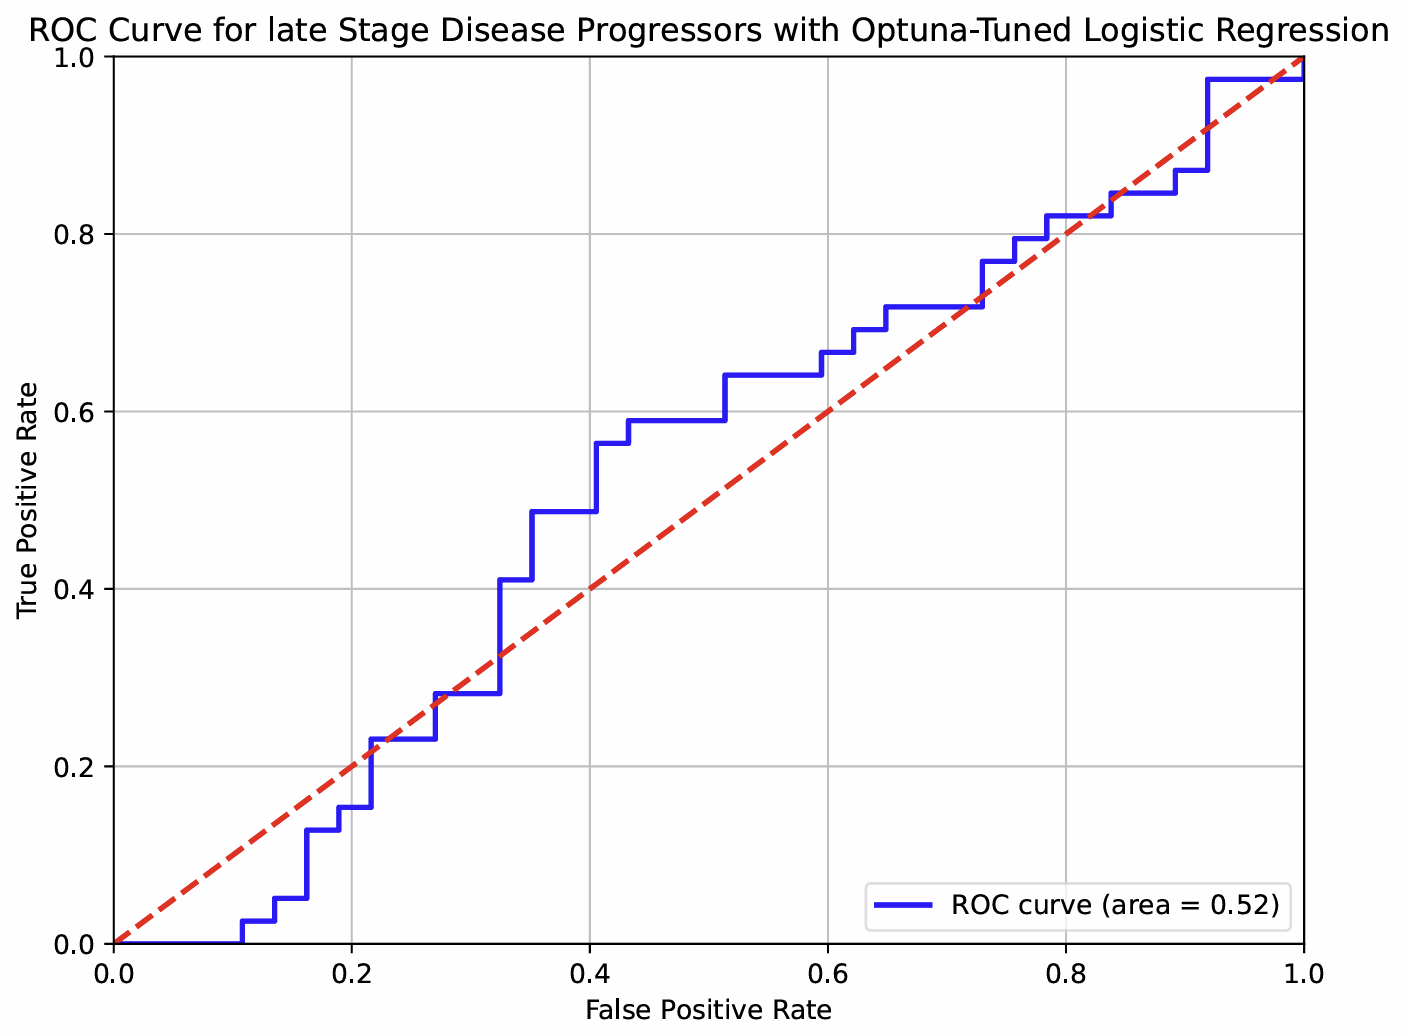 ROC Curve for late Stage Disease Progressors with Optuna-Tuned Logistic Regression
1.0
0.8
0.6
0.4
0.2
0.0
True Positive Rate
ROC curve (area = 0.52)
0.0 0.2 0.4 0.6 0.8 1.0
False Positive Rate